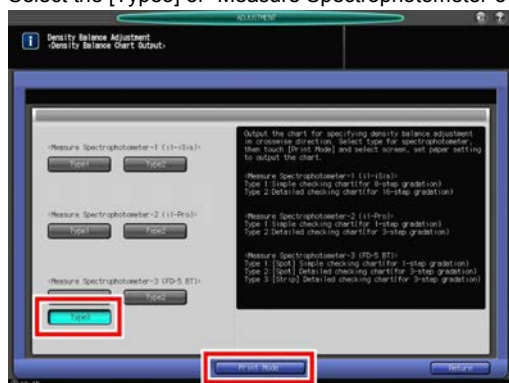 Select the [Type3] of "Measure Spectrophotometer-3
ADJUSTMENT
Density Balance Adjustment
<Density Balance Chart Output>
<Measure Spectrophotometer-1 (i1-iSis)>
Type1 Type2
<Measure Spectrophotometer-2 (i1-Pro)>
Type1 Type2
<Measure Spectrophotometer-3 (FD-5 BT)>
Type2
Type3
Output the chart for specifying density balance adjustment
in crosswise direction. Select type for spectrophotometer,
then touch [Print Mode] and select screen, set paper setting
to output the chart.
<Measure Spectrophotometer-1 (i1-iSis)>
Type 1 Simple checking chart(for 8-step gradation)
Type 2 Detailed checking chart(for 16-step gradation)
<Measure Spectrophotometer-2 (i1-Pro)>
Type 1 Simple checking chart(for 1-step gradation)
Type 2 Detailed checking chart(for 3-step gradation)
<Measure Spectrophotometer-3 (FD-5 BT)>
Type 1 [Spot] Simple checking chart(for 1-step gradation)
Type 2 [Spot] Detailed checking chart(for 3-step gradation)
Type 3 [Strip] Detailed checking chart(for 3-step gradation)
Print Mode
Return